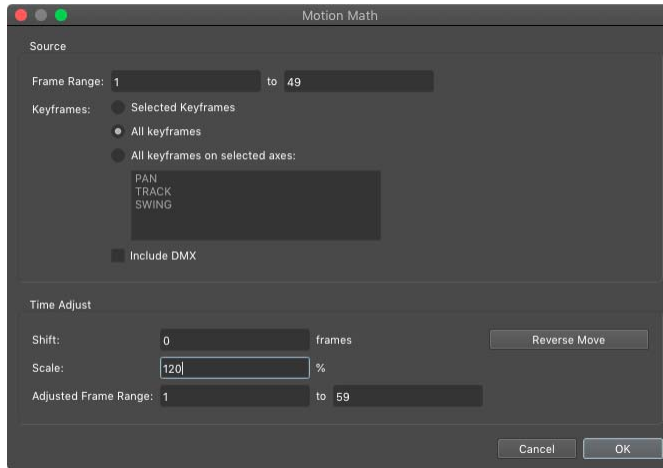 Motion Math
Source
Frame Range: 1 to 49
Keyframes: Selected Keyframes
All keyframes
All keyframes on selected axes:
PAN
TRACK
SWING
Include DMX
Time Adjust
Shift: 0 frames Reverse Move
Scale: 120 %
Adjusted Frame Range: 1 to 59
Cancel OK